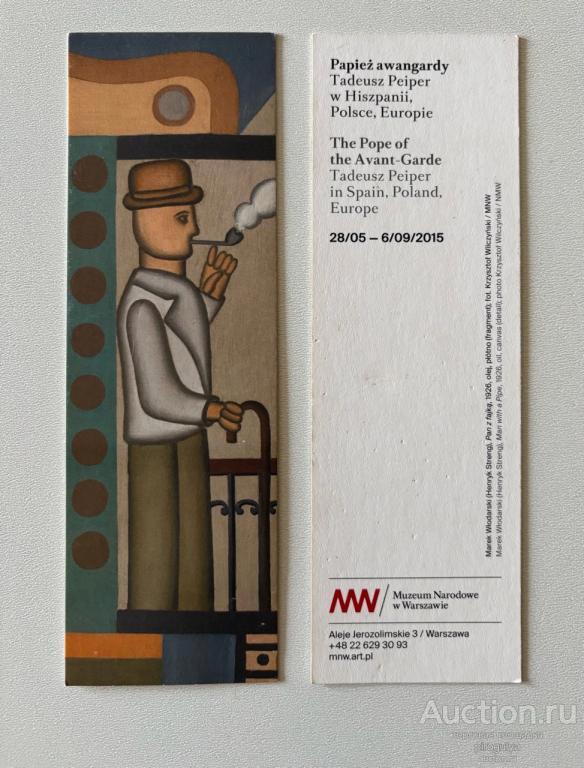 Papież awangardy
Tadeusz Peiper
w Hiszpanii,
Polsce, Europie
The Pope of
the Avant-Garde
Tadeusz Peiper
in Spain, Poland,
Europe
28/05 – 6/09/2015
Marek Włodarski (Henryk Streng), Pan z fajką, 1926, olej, płótno (fragment); fot. Krzysztof Wilczyński / MNW
Marek Włodarski (Henryk Streng), Man with a Pipe, 1926, oil, canvas (detail); photo Krzysztof Wilczyński / NMW
MNW
Muzeum Narodowe
w Warszawie
Aleje Jerozolimskie 3 / Warszawa
+48 22 629 30 93
mnw.art.pl
Auction.ru